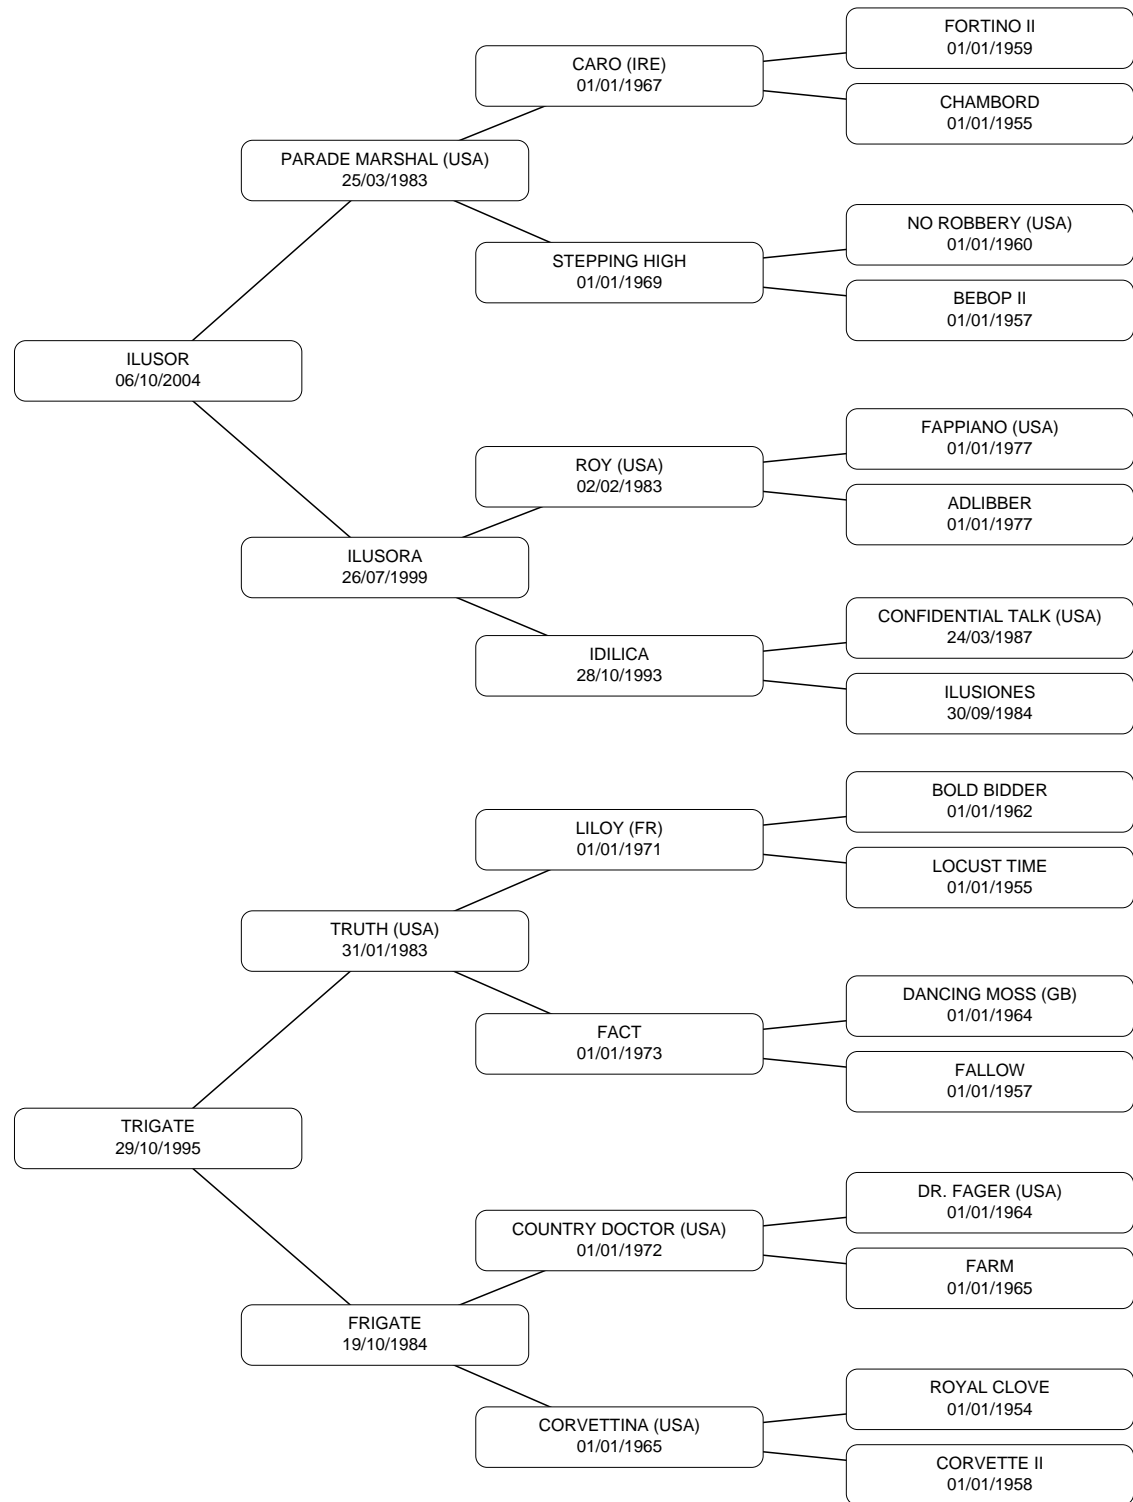 FORTINO II
01/01/1959
CARO (IRE)
01/01/1967
CHAMBORD
01/01/1955
PARADE MARSHAL (USA)
25/03/1983
NO ROBBERY (USA)
01/01/1960
STEPPING HIGH
01/01/1969
BEBOP II
01/01/1957
ILUSOR
06/10/2004
FAPPIANO (USA)
01/01/1977
ROY (USA)
02/02/1983
ADLIBBER
01/01/1977
ILUSORA
26/07/1999
CONFIDENTIAL TALK (USA)
24/03/1987
IDILICA
28/10/1993
ILUSIONES
30/09/1984
BOLD BIDDER
01/01/1962
LILOY (FR)
01/01/1971
LOCUST TIME
01/01/1955
TRUTH (USA)
31/01/1983
DANCING MOSS (GB)
01/01/1964
FACT
01/01/1973
FALLOW
01/01/1957
TRIGATE
29/10/1995
DR. FAGER (USA)
01/01/1964
COUNTRY DOCTOR (USA)
01/01/1972
FARM
01/01/1965
FRIGATE
19/10/1984
ROYAL CLOVE
01/01/1954
CORVETTINA (USA)
01/01/1965
CORVETTE II
01/01/1958